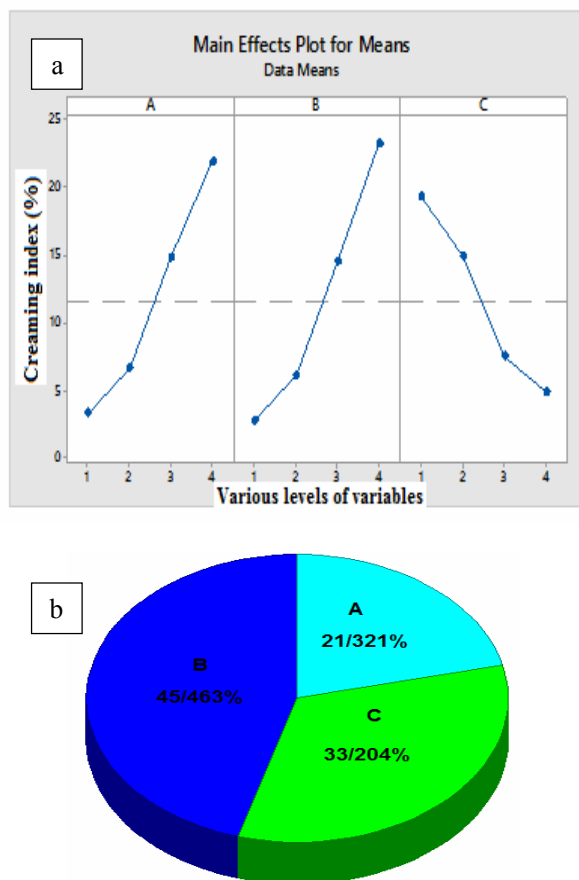 a
Main Effects Plot for Means
Data Means
A B C
Creaming index (%)
25
20
15
10
5
0
1 2 3 4 1 2 3 4 1 2 3 4
Various levels of variables
b
A
21/321%
B
45/463%
C
33/204%